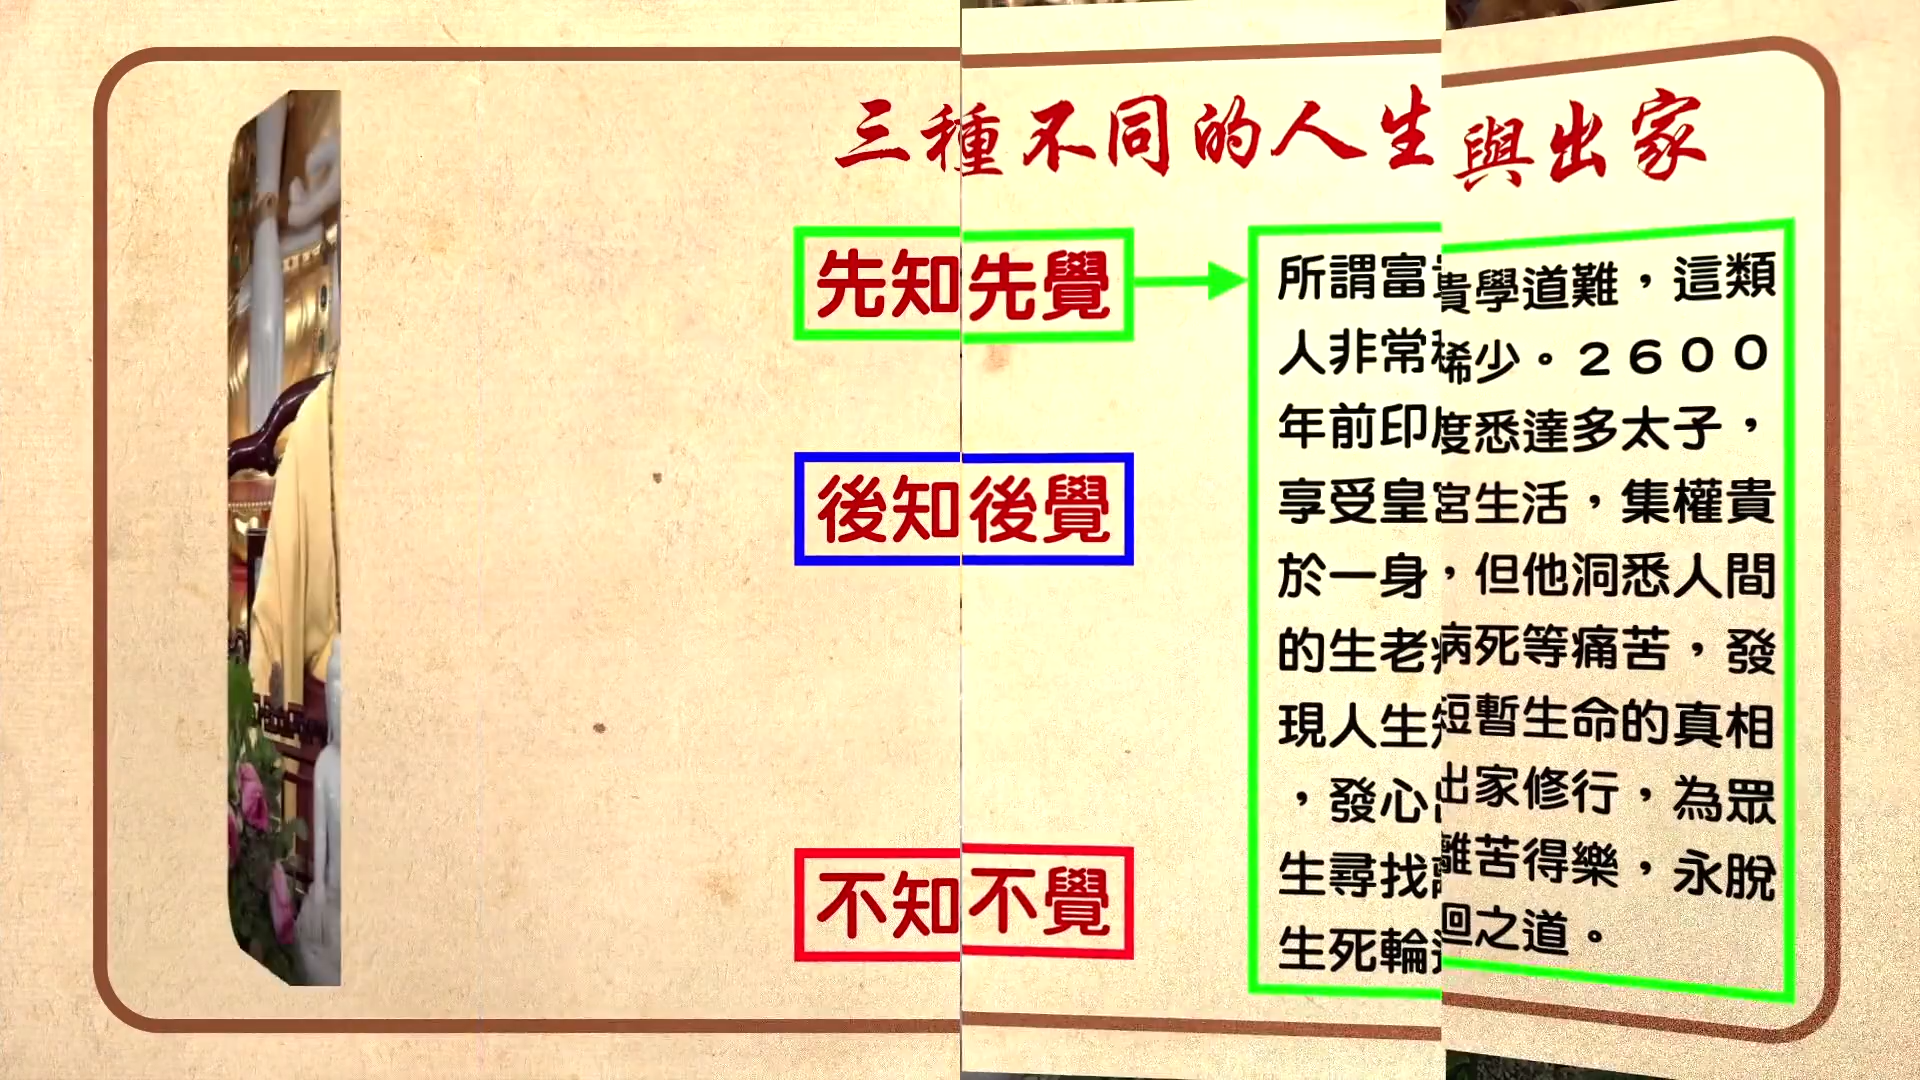 三種不同的人生與出家
先知先覺
所謂富貴學道難，這類
人非常稀少。２６００
年前印度悉達多太子，
享受皇宮生活，集權貴
於一身，但他洞悉人間
的生老病死等痛苦，發
現人生短暫生命的真相
，發心出家修行，為眾
生尋找離苦得樂，永脫
生死輪迴之道。
後知後覺
不知不覺